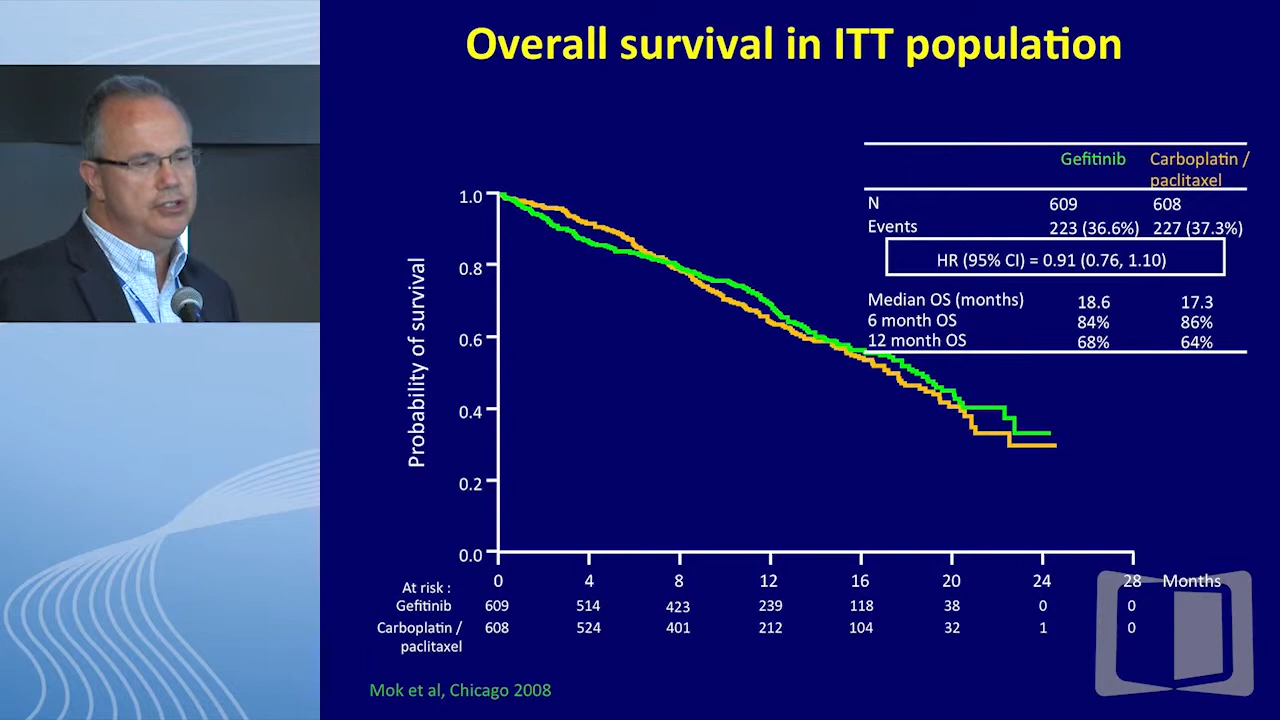 Overall survival in ITT population
Gefitinib Carboplatin /
paclitaxel
N 609 608
Events 223 (36.6%) 227 (37.3%)
HR (95% CI) = 0.91 (0.76, 1.10)
Median OS (months) 18.6 17.3
6 month OS 84% 86%
12 month OS 68% 64%
Probability of survival
1.0
0.8
0.6
0.4
0.2
0.0
0 4 8 12 16 20 24 28 Months
At risk :
Gefitinib 609 514 423 239 118 38 0 0
Carboplatin / 608 524 401 212 104 32 1 0
paclitaxel
Mok et al, Chicago 2008